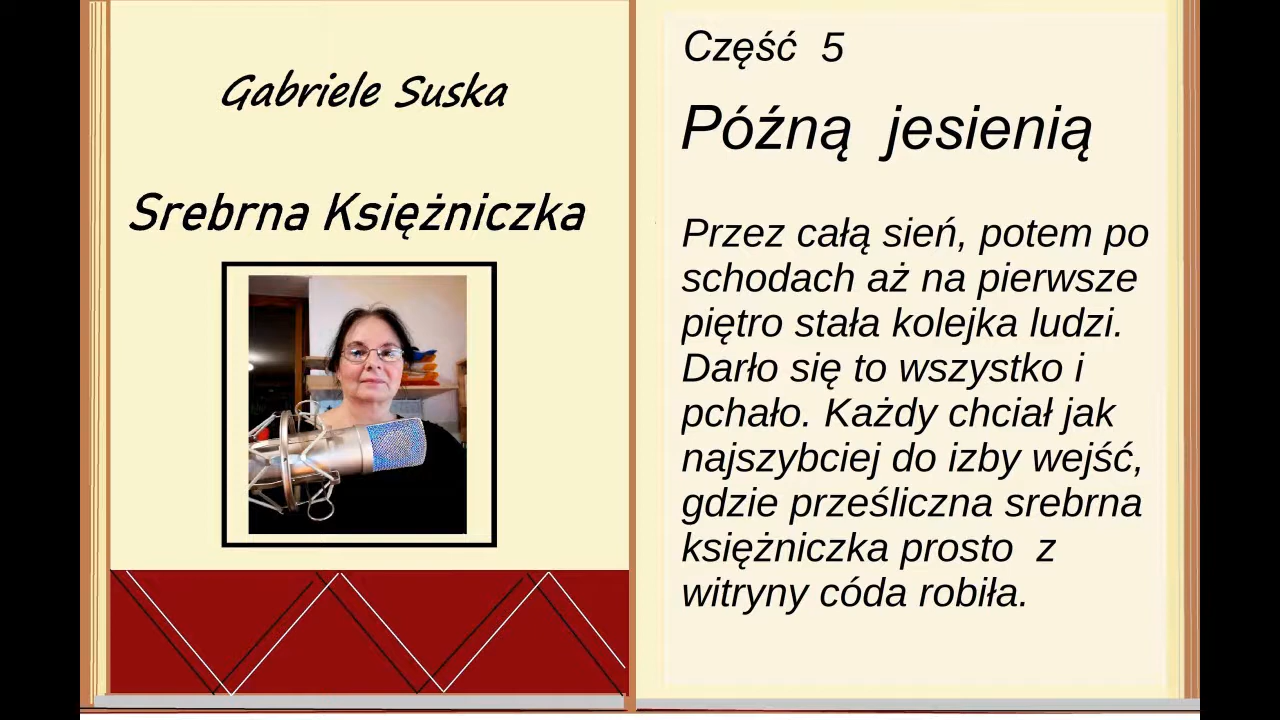 Gabriele Suska
Srebrna Księżniczka
Część 5
Późną jesienią
Przez całą sień, potem po
schodach aż na pierwsze
piętro stała kolejka ludzi.
Darło się to wszystko i
pchało. Każdy chciał jak
najszybciej do izby wejść,
gdzie prześliczna srebrna
księżniczka prosto z
witryny córa robiła.